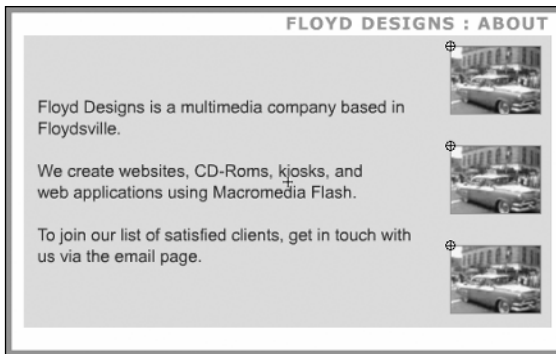 FLOYD DESIGNS : ABOUT
Floyd Designs is a multimedia company based in
Floydsville.
We create websites, CD-Roms, kiosks, and
web applications using Macromedia Flash.
To join our list of satisfied clients, get in touch with
us via the email page.